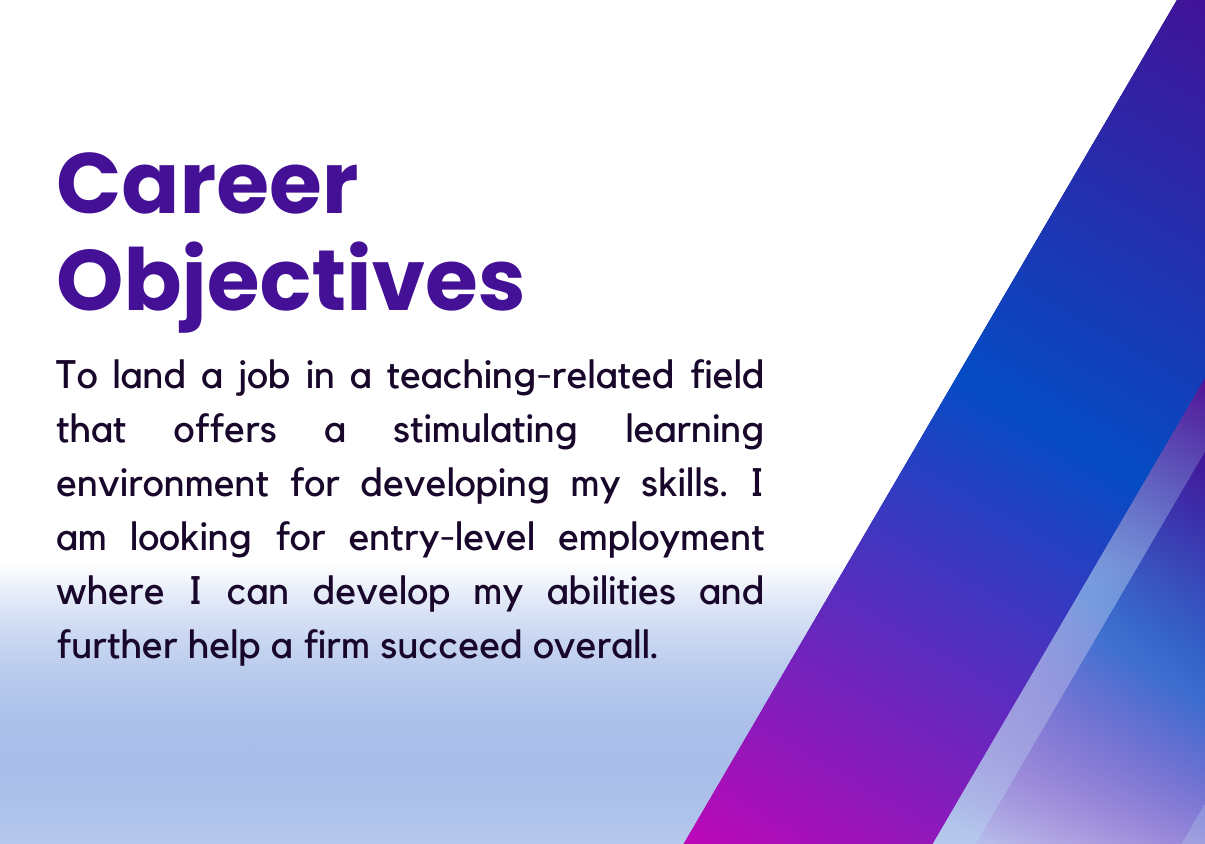 Career
Objectives
To land a job in a teaching-related field
that offers a stimulating learning
environment for developing my skills. I
am looking for entry-level employment
where I can develop my abilities and
further help a firm succeed overall.